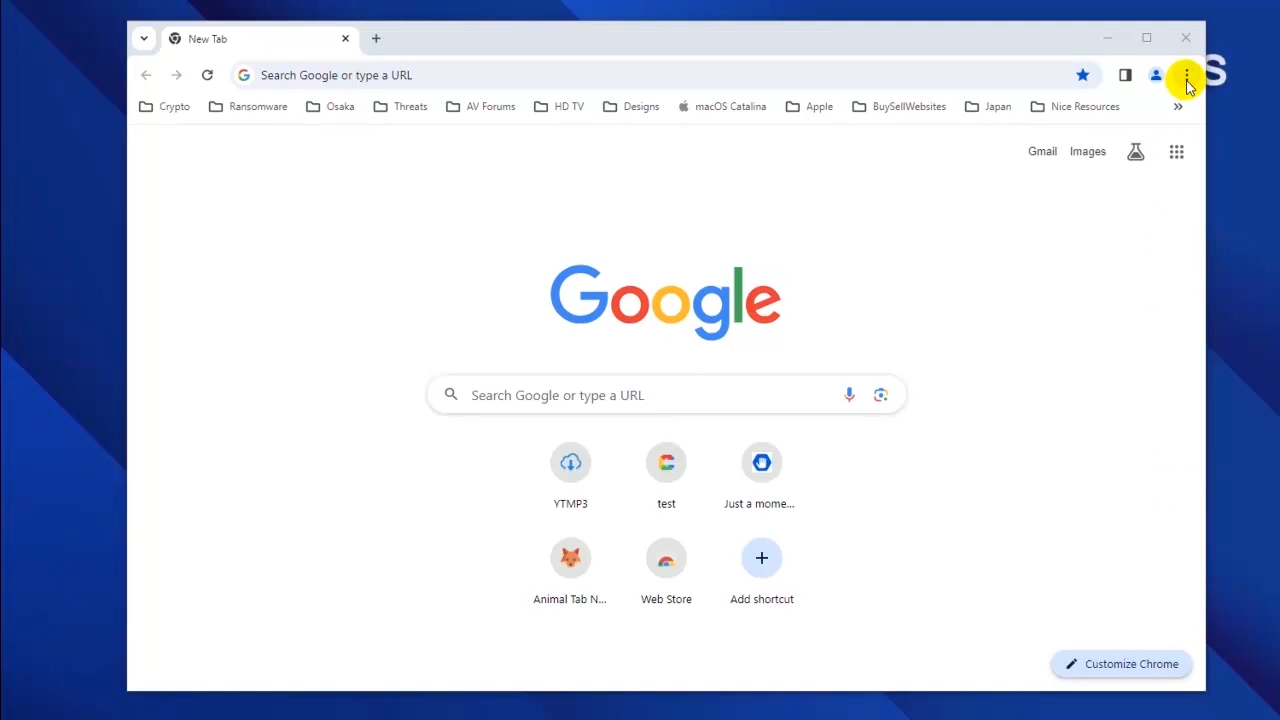 New Tab
S
Search Google or type a URL
Crypto Ransomware Osaka Threats AV Forums HD TV Designs macOS Catalina Apple BuySellWebsites Japan Nice Resources
Gmail Images
Google
Search Google or type a URL
YTMP3 test Just a mome...
Animal Tab N... Web Store Add shortcut
Customize Chrome